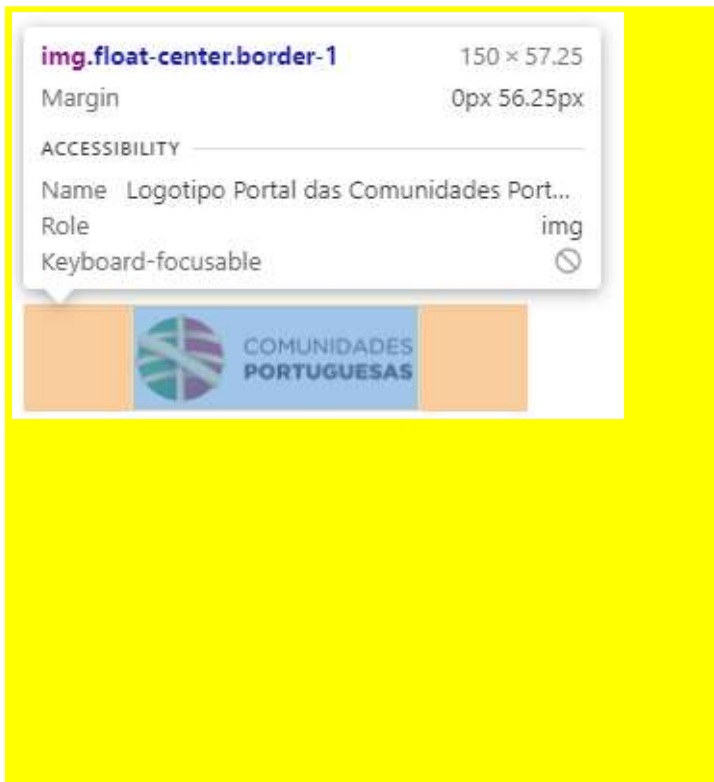 img.float-center.border-1 150 × 57.25
Margin 0px 56.25px
ACCESSIBILITY
Name Logotipo Portal das Comunidades Port...
Role img
Keyboard-focusable
COMUNIDADES
PORTUGUESAS